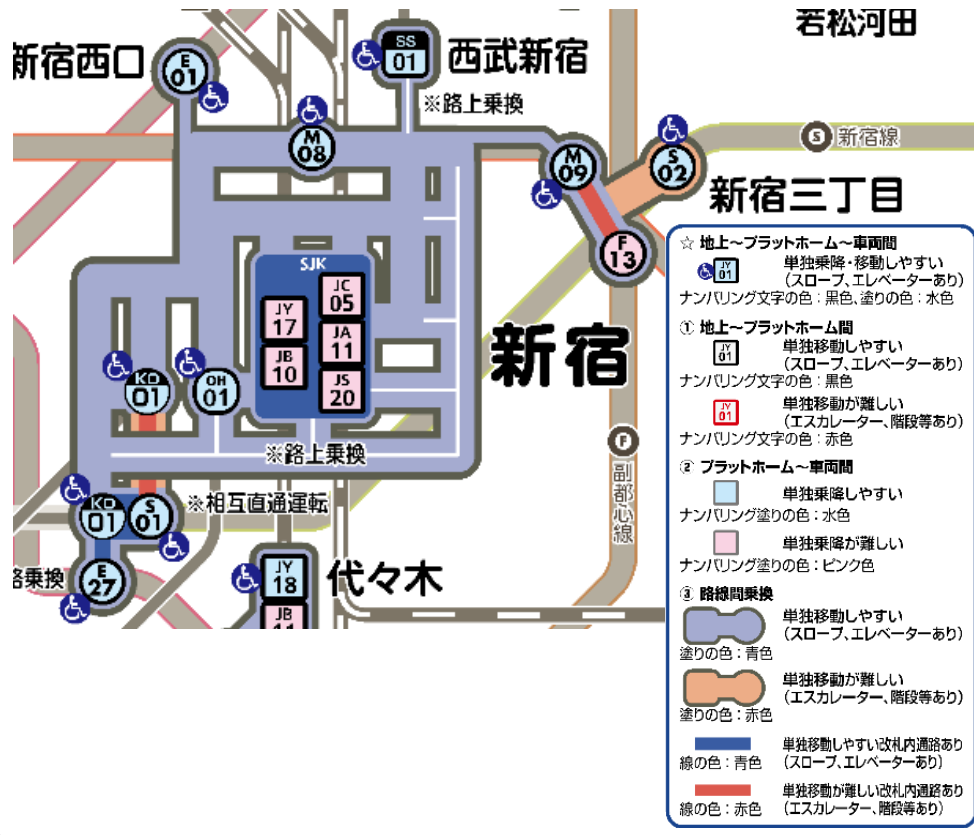 若松河田
新宿西口
E
01
SS
01
西武新宿
※路上乗換
M
08
S 新宿線
M
09
S
02
新宿三丁目
F
13
SJK
JC
05
JY
17
JA
11
JB
10
JS
20
新宿
KO
01
OH
01
※路上乗換
F
副都心線
KO
01
S
01
※相互直通運転
E
27
路乗換
JY
18
代々木
JB
☆ 地上~プラットホーム~車両間
JY
01
単独乗降・移動しやすい
(スロープ、エレベーターあり)
ナンバリング文字の色:黒色、塗りの色:水色
① 地上~プラットホーム間
JY
01
単独移動しやすい
(スロープ、エレベーターあり)
ナンバリング文字の色:黒色
JY
01
単独移動が難しい
(エスカレーター、階段等あり)
ナンバリング文字の色:赤色
② プラットホーム~車両間
単独乗降しやすい
ナンバリング塗りの色:水色
単独乗降が難しい
ナンバリング塗りの色:ピンク色
③ 路線間乗換
単独移動しやすい
(スロープ、エレベーターあり)
塗りの色:青色
単独移動が難しい
(エスカレーター、階段等あり)
塗りの色:赤色
単独移動しやすい改札内通路あり
(スロープ、エレベーターあり)
線の色:青色
単独移動が難しい改札内通路あり
(エスカレーター、階段等あり)
線の色:赤色